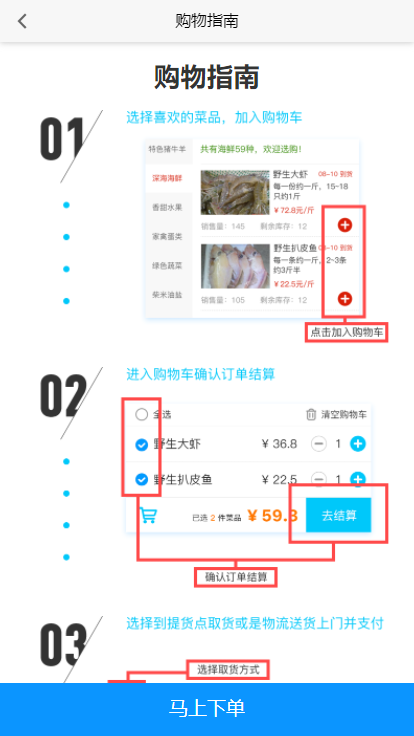 购物指南
购物指南
01
选择喜欢的菜品，加入购物车
特色猪牛羊
共有海鲜59种，欢迎选购！
深海海鲜
野生大虾
08-10 到货
每一份约一斤，15-18
只约1斤
￥72.8元/斤
销售量：145
剩余库存：12
香甜水果
家禽蛋类
野生扒皮鱼
08-10 到货
每一条约一斤，2-3条
约3斤半
￥22.5元/斤
销售量：105
剩余库存：12
绿色蔬菜
柴米油盐
点击加入购物车
02
进入购物车确认订单结算
全选
清空购物车
野生大虾
￥36.8
1
野生扒皮鱼
￥22.5
1
已选 2 件菜品
￥59.3
去结算
确认订单结算
03
选择到提货点取货或是物流送货上门并支付
选择取货方式
马上下单